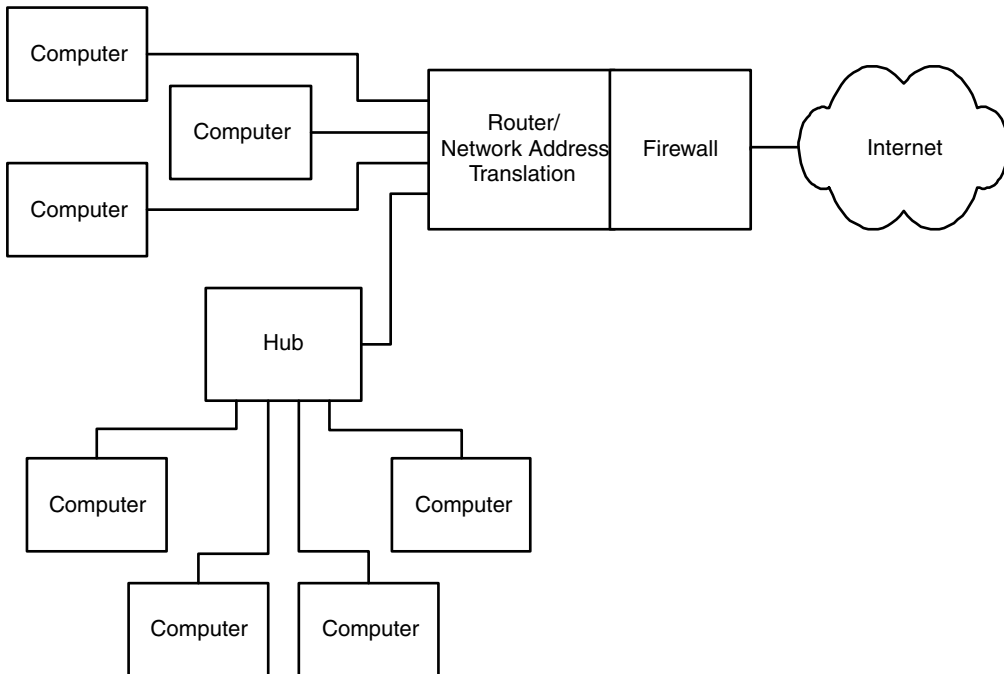 Computer
Computer
Computer
Router/
Network Address
Translation
Firewall
Internet
Hub
Computer
Computer
Computer
Computer